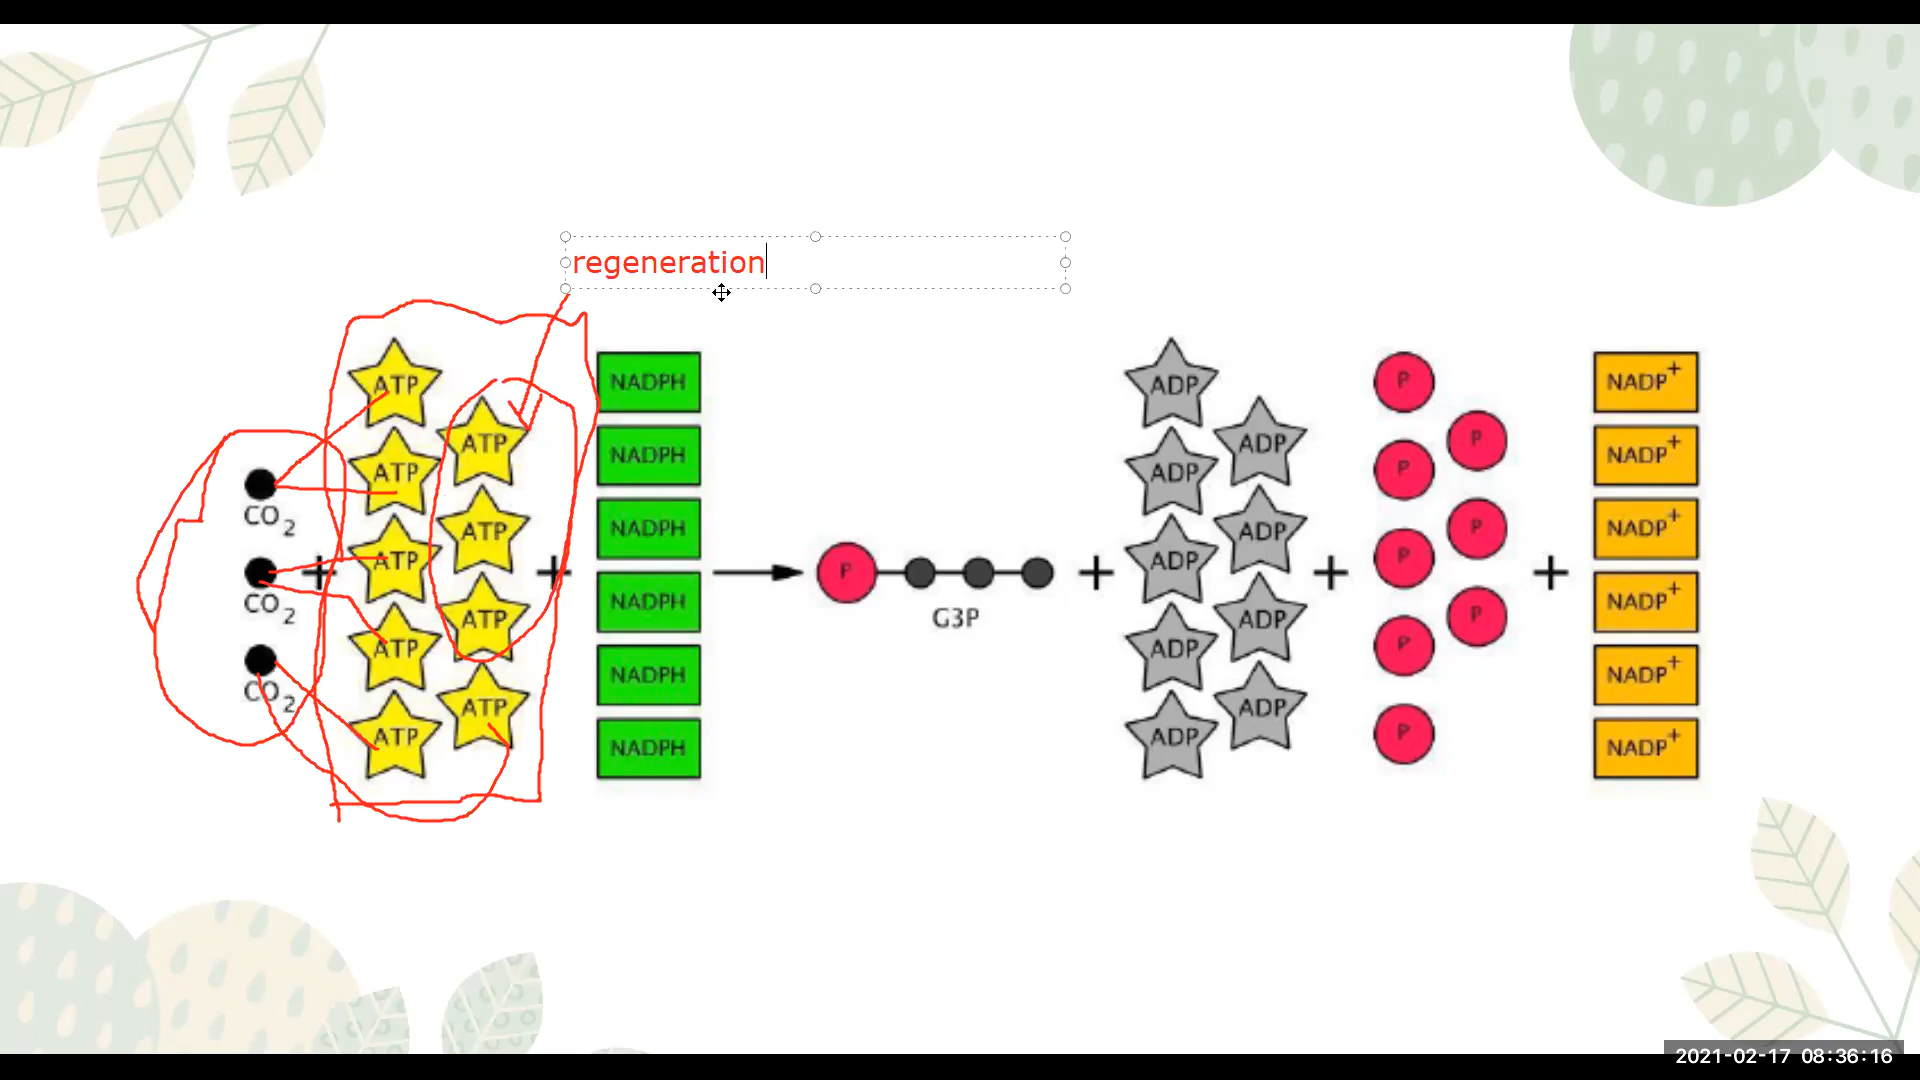 regeneration
CO2
CO2
CO2
+
ATP
ATP
ATP
ATP
ATP
ATP
ATP
ATP
ATP
+
NADPH
NADPH
NADPH
NADPH
NADPH
NADPH
P
G3P
+
ADP
ADP
ADP
ADP
ADP
ADP
ADP
ADP
ADP
+
P
P
P
P
P
P
P
P
+
NADP+
NADP+
NADP+
NADP+
NADP+
NADP+
2021-02-17 08:36:16